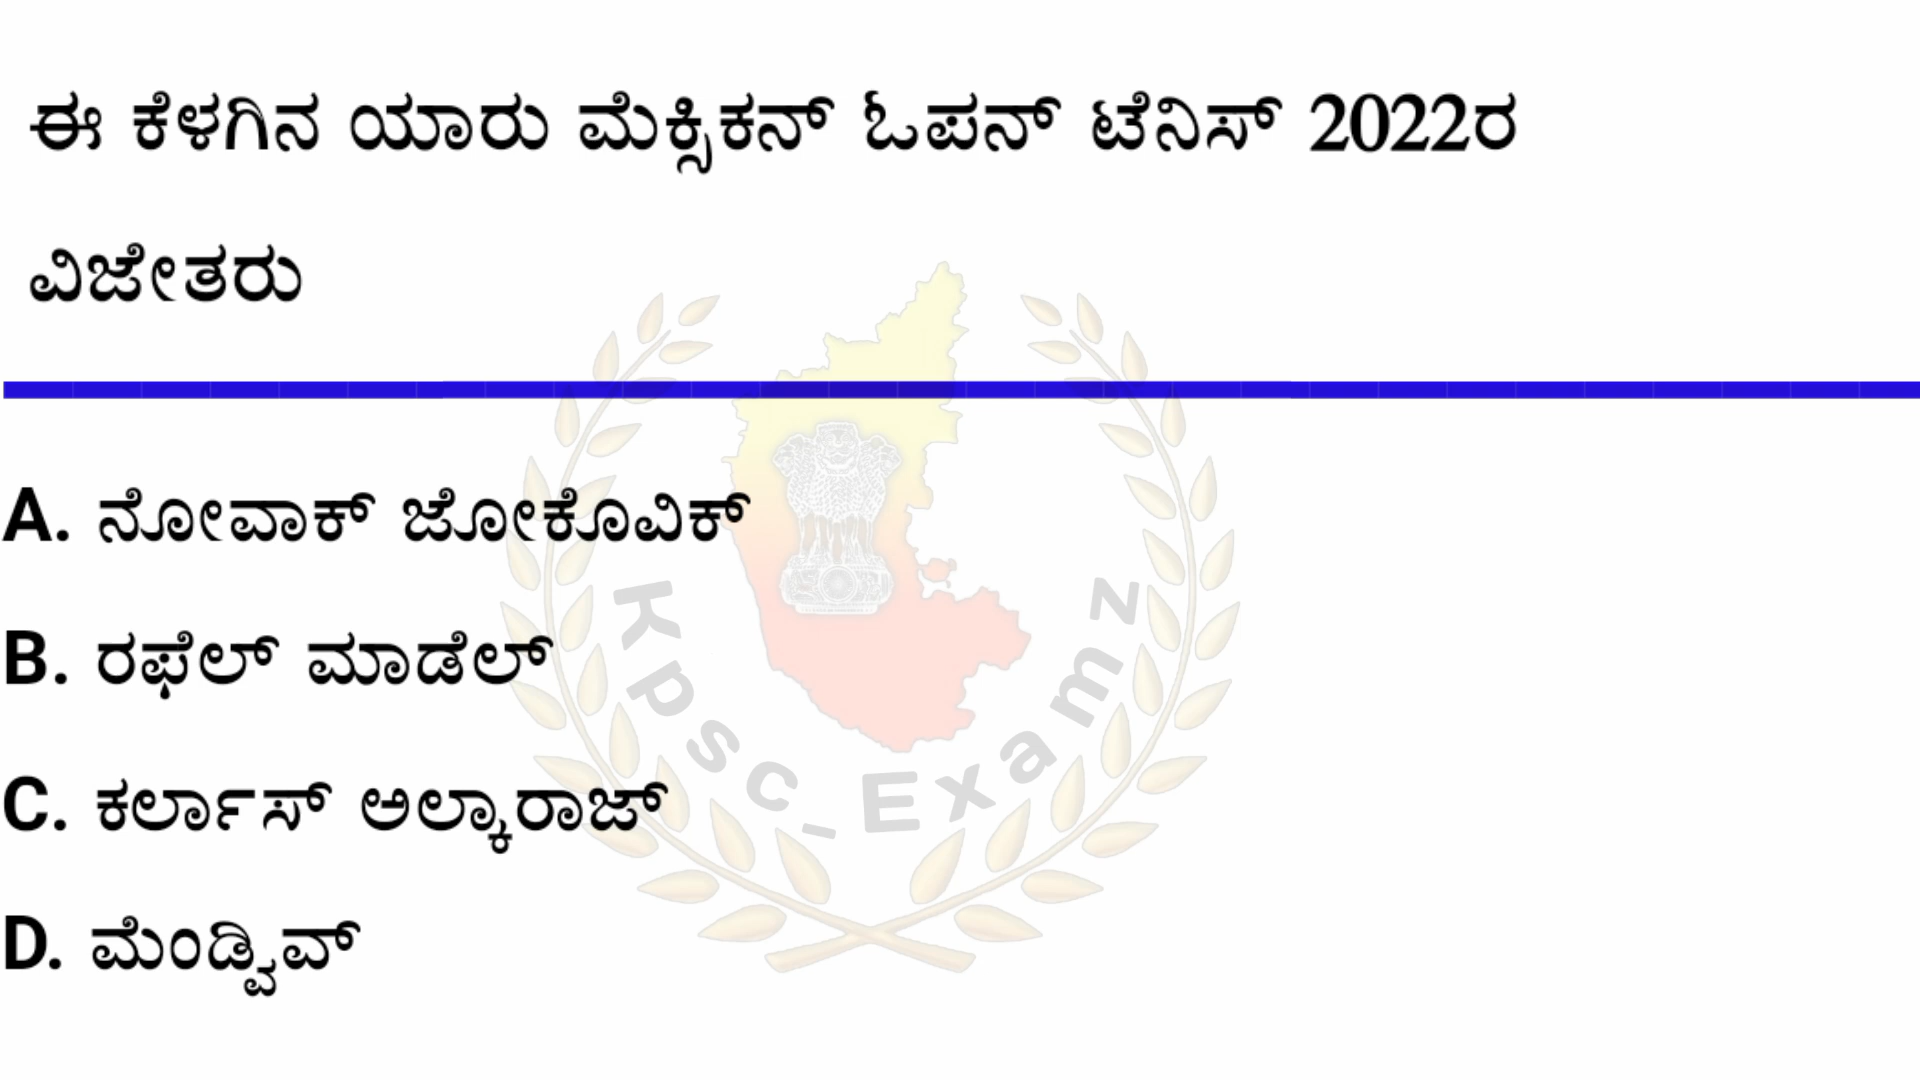 ಈ ಕೆಳಗಿನ ಯಾರು ಮೆಕ್ಸಿಕನ್ ಓಪನ್ ಟೆನಿಸ್ 2022ರ
ವಿಜೇತರು
A. ನೋವಾಕ್ ಜೋಕೊವಿಕ್
B. ರಫೆಲ್ ಮಾಡೆಲ್
C. ಕರ್ಲಾಸ್ ಅಲ್ಕಾರಾಜ್
D. ಮೆಂಡ್ವಿವ್
Kpsc_Examz